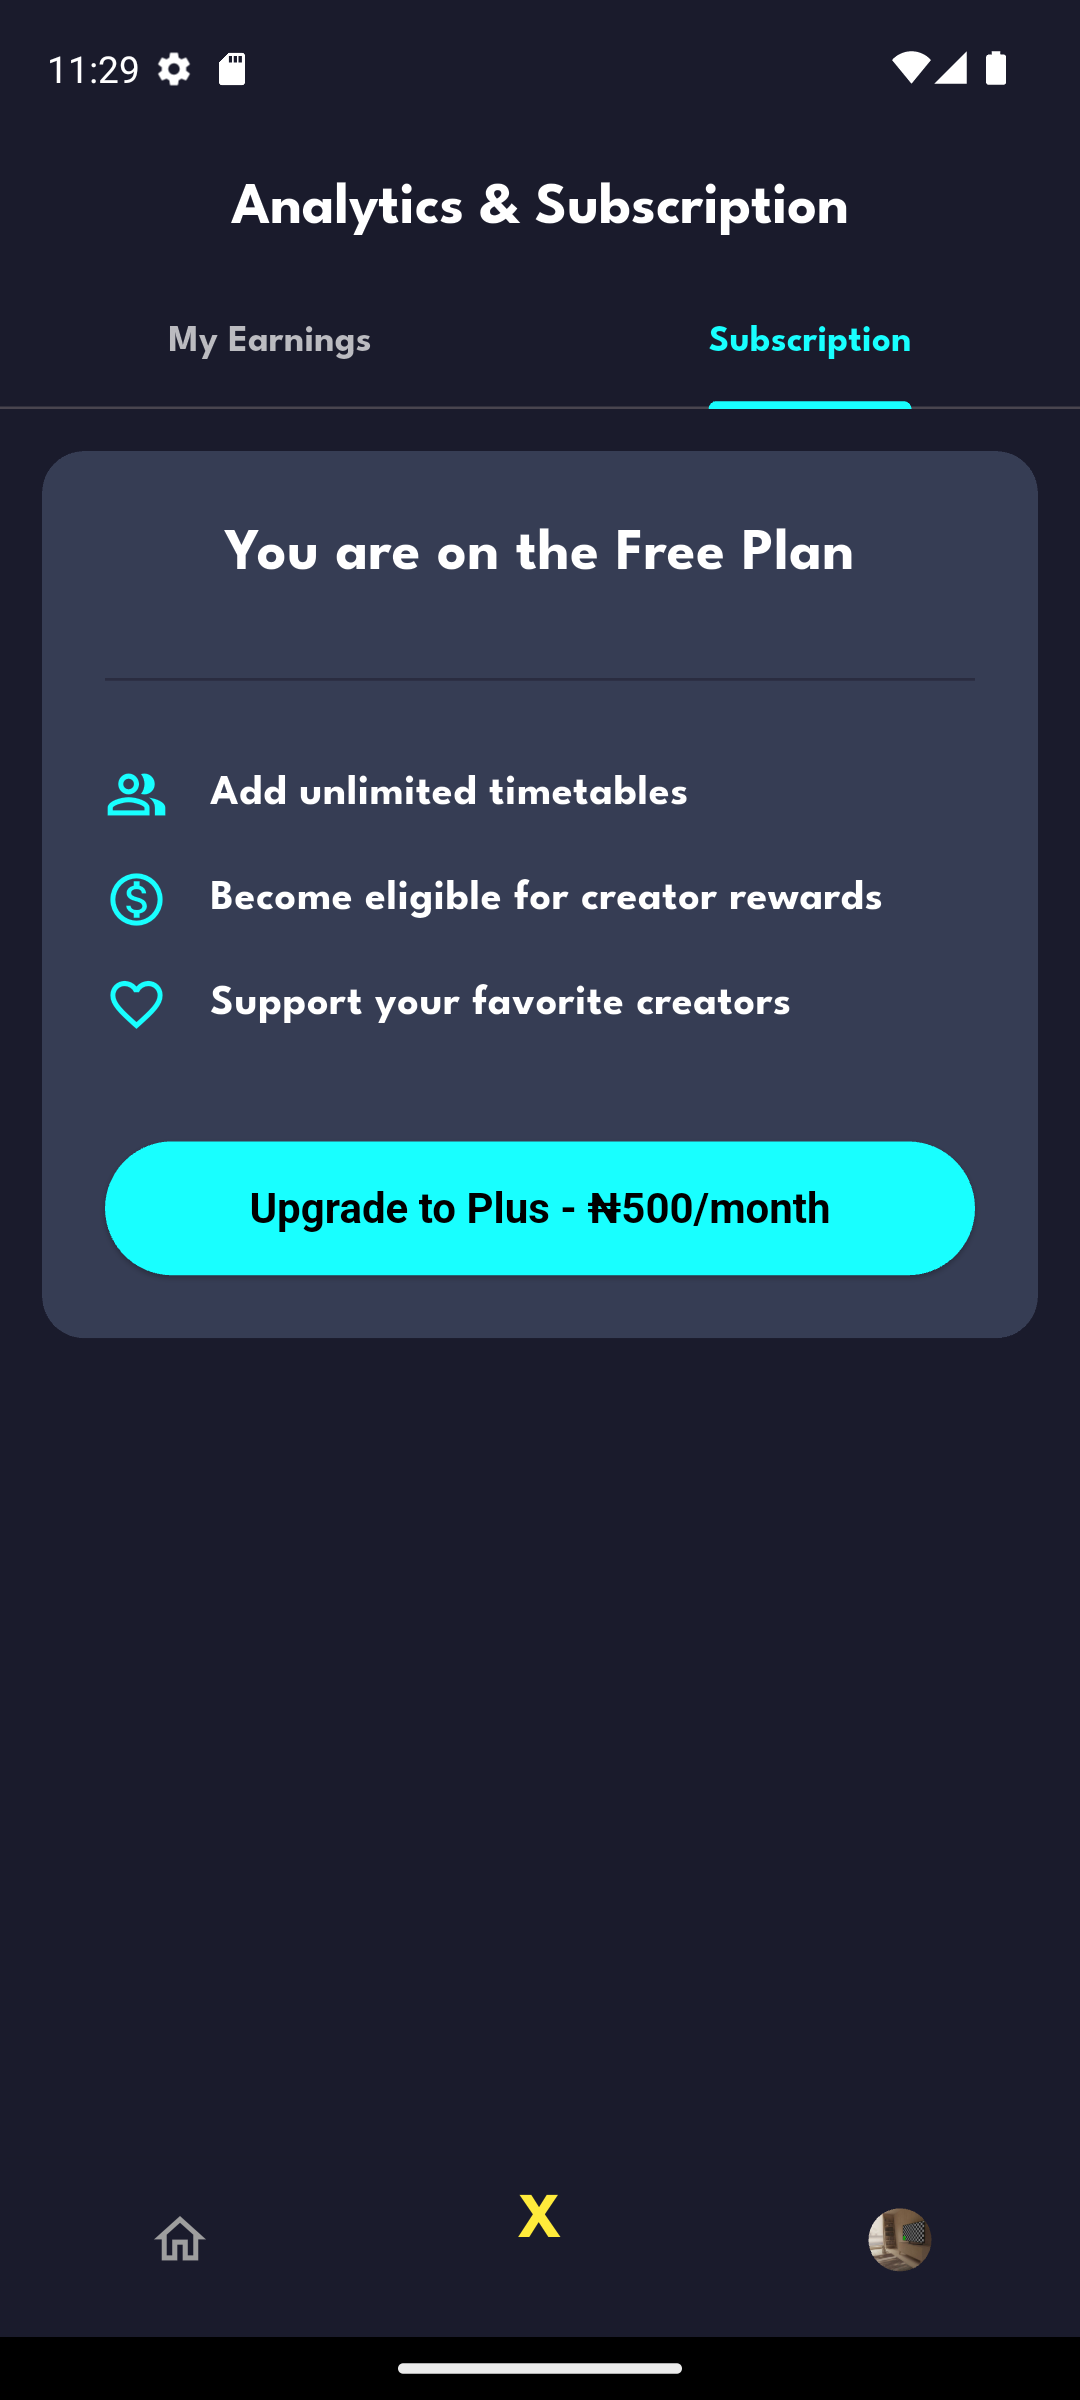 11:29
Analytics & Subscription
My Earnings
Subscription
You are on the Free Plan
Add unlimited timetables
Become eligible for creator rewards
Support your favorite creators
Upgrade to Plus - ₦500/month
X